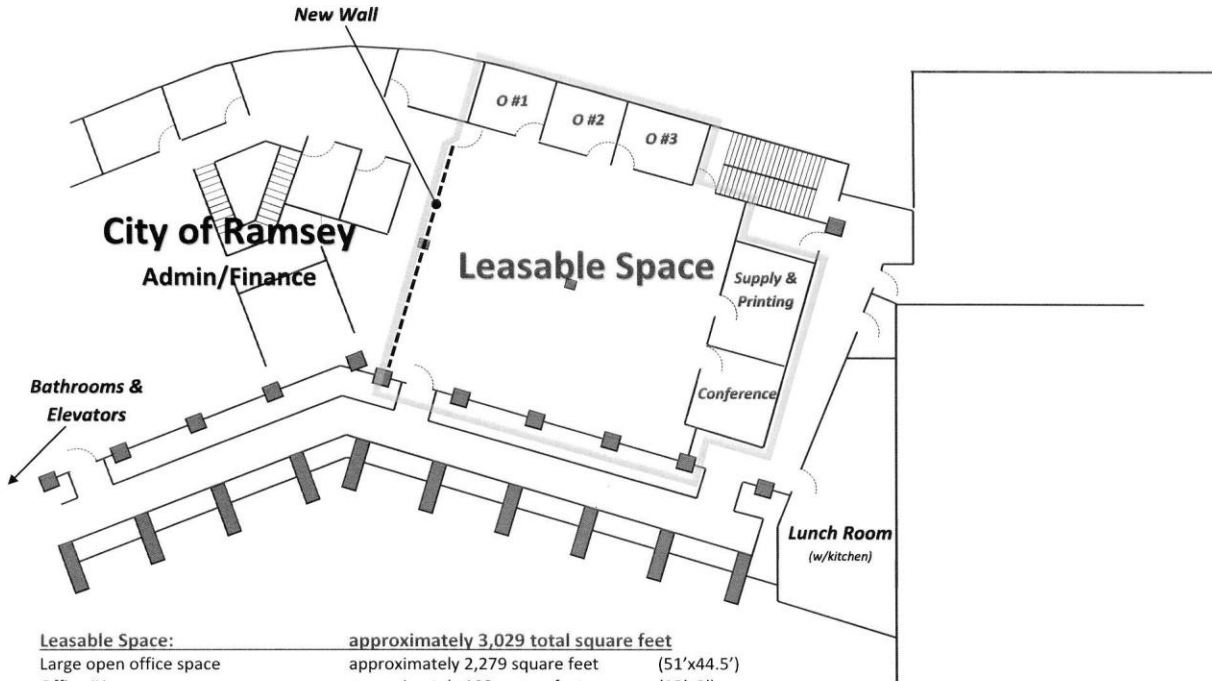 New Wall
O #1
O #2
O #3
City of Ramsey
Admin/Finance
Leasable Space
Supply &
Printing
Conference
Bathrooms &
Elevators
Lunch Room
(w/kitchen)
Leasable Space: approximately 3,029 total square feet
Large open office space approximately 2,279 square feet (51'x44.5')